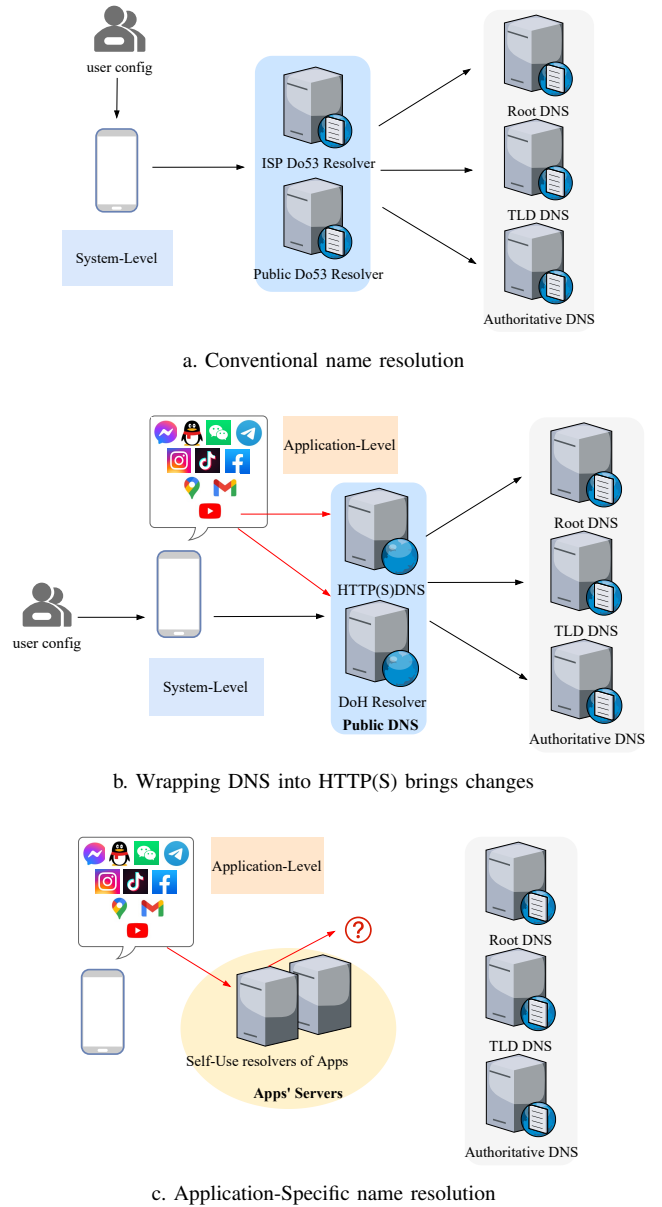 user config
Root DNS
ISP Do53 Resolver
TLD DNS
System-Level
Public Do53 Resolver
Authoritative DNS
a. Conventional name resolution
Application-Level
Root DNS
HTTP(S)DNS
user config
TLD DNS
System-Level
DoH Resolver
Public DNS
Authoritative DNS
b. Wrapping DNS into HTTP(S) brings changes
Application-Level
?
Root DNS
TLD DNS
Self-Use resolvers of Apps
Apps' Servers
Authoritative DNS
c. Application-Specific name resolution